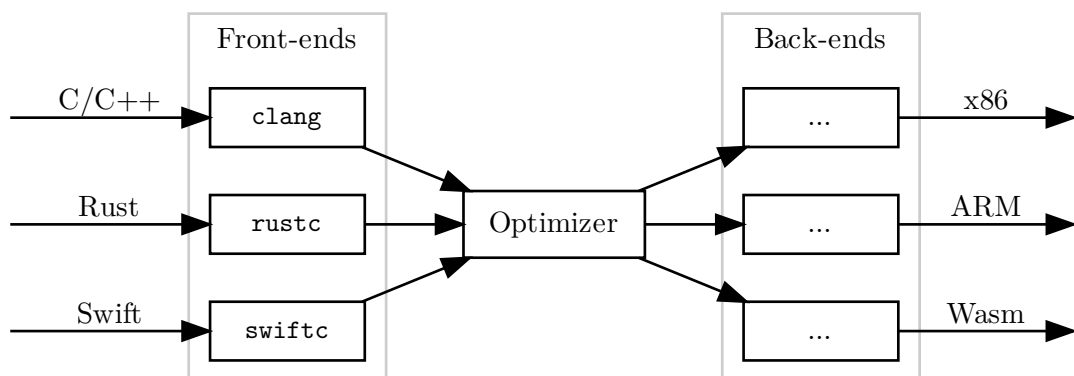 Front-ends
Back-ends
C/C++
clang
...
x86
Rust
rustc
Optimizer
...
ARM
Swift
swiftc
...
Wasm